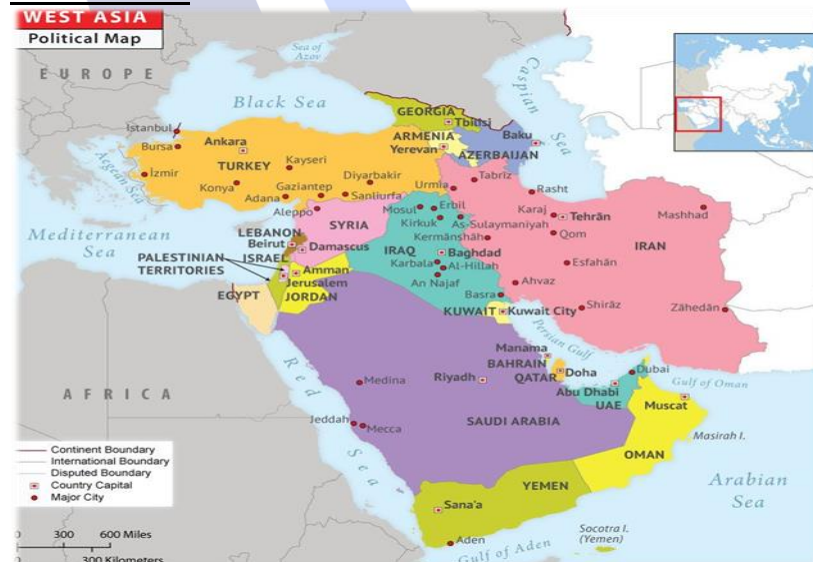 WEST ASIA
Political Map
EUROPE
Sea of
Azov
Black Sea
Caspian Sea
GEORGIA
Tbilisi
Istanbul
Bursa
Ankara
ARMENIA
Yerevan
Baku
AZERBAIJAN
Aegean Sea
İzmir
TURKEY
Kayseri
Konya
Adana
Gaziantep
Diyarbakir
Sanliurfa
Urmia
Tabrīz
Rasht
Aleppo
Mosul
Erbil
Kirkuk
As-Sulaymaniyah
Karaj
Tehrān
Mashhad
Mediterranean
Sea
LEBANON
Beirut
SYRIA
Damascus
Kermānshāh
Qom
IRAN
PALESTINIAN
TERRITORIES
ISRAEL
IRAQ
Baghdad
Karbala
Al-Hillah
An Najaf
Esfahān
Amman
Jerusalem
JORDAN
EGYPT
Ahvaz
Basra
Shirāz
Zāhedān
KUWAIT
Kuwait City
Persian Gulf
Manama
BAHRAIN
QATAR
Doha
Dubai
Gulf of Oman
AFRICA
Red Sea
Medina
Riyadh
Abu Dhabi
UAE
Muscat
Jeddah
Mecca
SAUDI ARABIA
Masirah I.
OMAN
Arabian
Sea
YEMEN
Sana'a
Aden
Gulf of Aden
Socotra I.
(Yemen)
Continent Boundary
International Boundary
Disputed Boundary
Country Capital
Major City
0 300 600 Miles
0 300 Kilometers